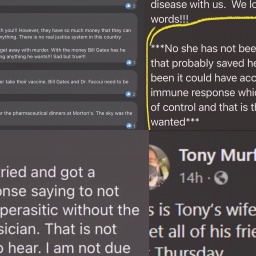 th you!! However, they have so much money that they can
nything. There is no real justice system in this country
get away with murder. With the money Bill Gates has he
ing anything he wants!!! Sad but true!!!
er take their vaccine. Bill Gates and Dr. Faucui need to be
r the pharmaceutical dinners at Morton's. The sky was the
disease with us. We lo
words!!!
***No she has not bee
that probably saved he
been it could have acc
immune response whic
of control and that is th
wanted***
ried and got a
onse saying to not
perasitic without the
sician. That is not
o hear. I am not due
Tony Murf
14h
s is Tony's wife
et all of his frie
Thursday